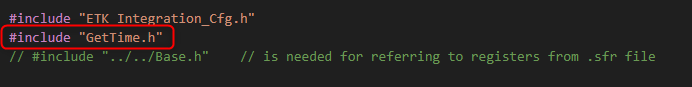 #include "ETK_Integration_Cfg.h"
#include "GetTime.h"
// #include "../../Base.h"    // is needed for referring to registers from .sfr file